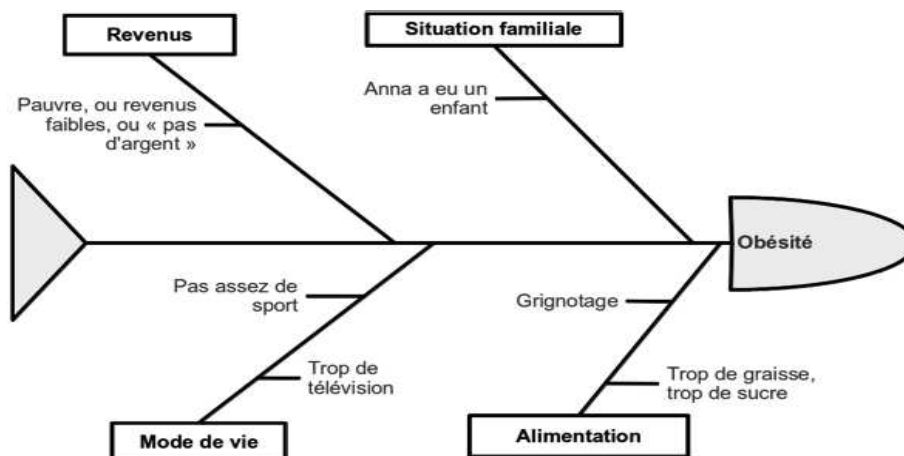 Revenus
Situation familiale
Pauvre, ou revenus
faibles, ou « pas
d'argent »
Anna a eu un
enfant
Obésité
Pas assez de
sport
Grignotage
Trop de
télévision
Trop de graisse,
trop de sucre
Mode de vie
Alimentation